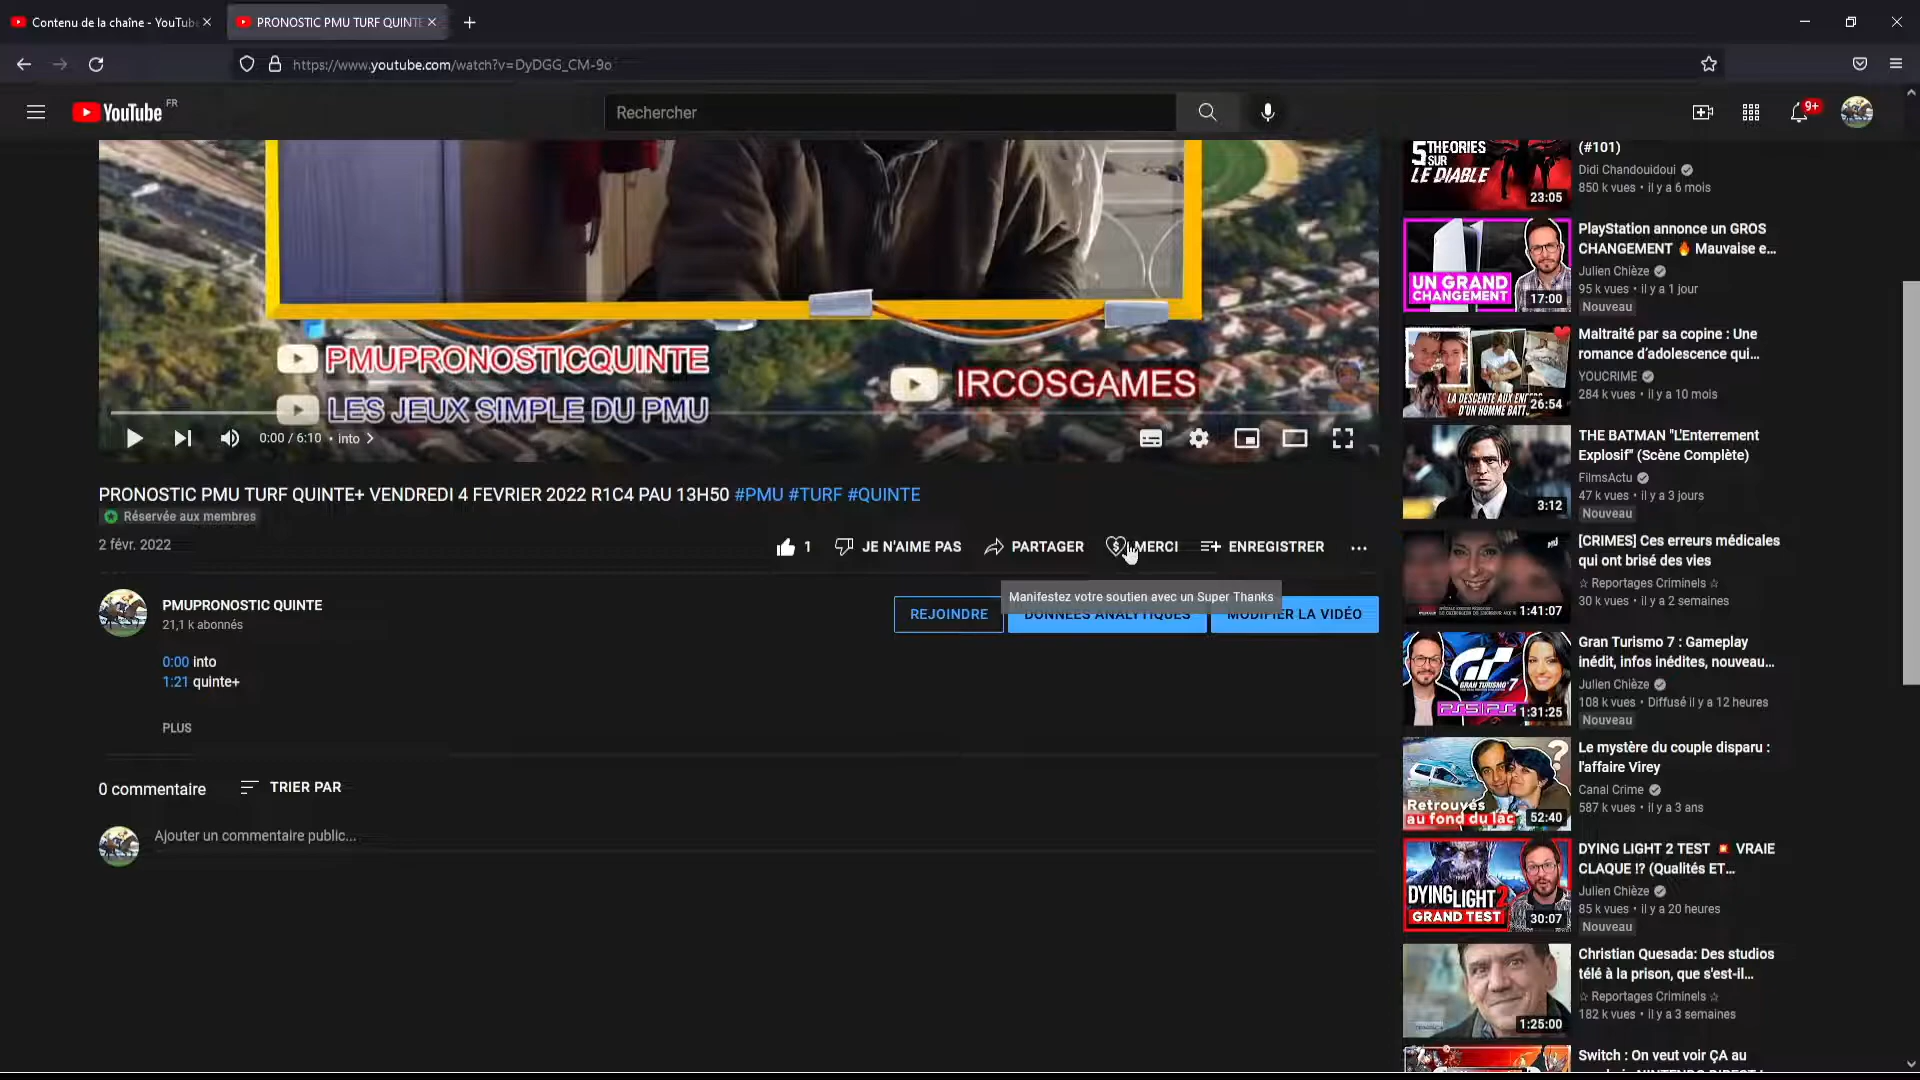 Contenu de la chaîne - YouTube
PRONOSTIC PMU TURF QUINTE
https://www.youtube.com/watch?v=DyDGG_CM-9o
YouTube FR
Rechercher
9+
PMUPRONOSTICQUINTE
LES JEUX SIMPLE DU PMU
IRCOSGAMES
0:00 / 6:10 • into
PRONOSTIC PMU TURF QUINTE+ VENDREDI 4 FEVRIER 2022 R1C4 PAU 13H50 #PMU #TURF #QUINTE
Réservée aux membres
2 févr. 2022
1
JE N'AIME PAS
PARTAGER
MERCI
ENREGISTRER
Manifestez votre soutien avec un Super Thanks
PMUPRONOSTIC QUINTE
21,1 k abonnés
REJOINDRE
DONNÉES ANALYTIQUES
MODIFIER LA VIDÉO
0:00 into
1:21 quinte+
PLUS
0 commentaire
TRIER PAR
Ajouter un commentaire public...
5 THEORIES
SUR
LE DIABLE
23:05
(#101)
Didi Chandouidoui
850 k vues • il y a 6 mois
UN GRAND
CHANGEMENT
17:00
PlayStation annonce un GROS
CHANGEMENT 🔥 Mauvaise e...
Julien Chièze
95 k vues • il y a 1 jour
Nouveau
LA DESCENTE AUX ENFERS
D'UN HOMME BATTU
26:54
Maltraité par sa copine : Une
romance d'adolescence qui...
YOUCRIME
284 k vues • il y a 10 mois
3:12
THE BATMAN "L'Enterrement
Explosif" (Scène Complète)
FilmsActu
47 k vues • il y a 3 jours
Nouveau
1:41:07
[CRIMES] Ces erreurs médicales
qui ont brisé des vies
☆ Reportages Criminels ☆
30 k vues • il y a 2 semaines
GT
GRAN TURISMO 7
PS5|PS4
1:31:25
Gran Turismo 7 : Gameplay
inédit, infos inédites, nouveau...
Julien Chièze
108 k vues • Diffusé il y a 12 heures
Nouveau
?
Retrouvés
au fond du lac
52:40
Le mystère du couple disparu :
l'affaire Virey
Canal Crime
587 k vues • il y a 3 ans
DYING LIGHT 2
GRAND TEST
30:07
DYING LIGHT 2 TEST 💥 VRAIE
CLAQUE !? (Qualités ET...
Julien Chièze
85 k vues • il y a 20 heures
Nouveau
1:25:00
Christian Quesada: Des studios
télé à la prison, que s'est-il...
☆ Reportages Criminels ☆
182 k vues • il y a 3 semaines
Switch : On veut voir ÇA au